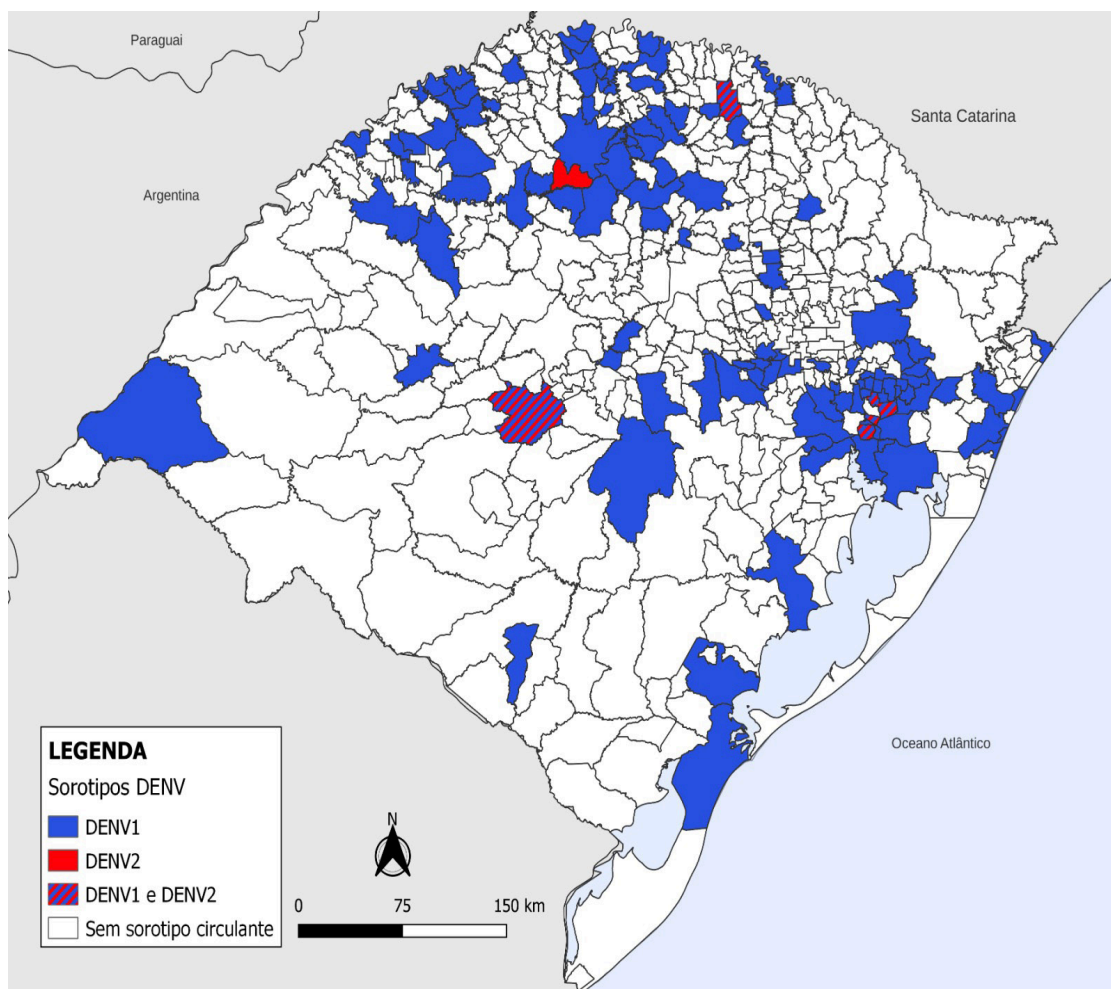 Paraguai
Santa Catarina
Argentina
Oceano Atlântico
LEGENDA
Sorotipos DENV
DENV1
DENV2
DENV1 e DENV2
Sem sorotipo circulante
N
0 75 150 km